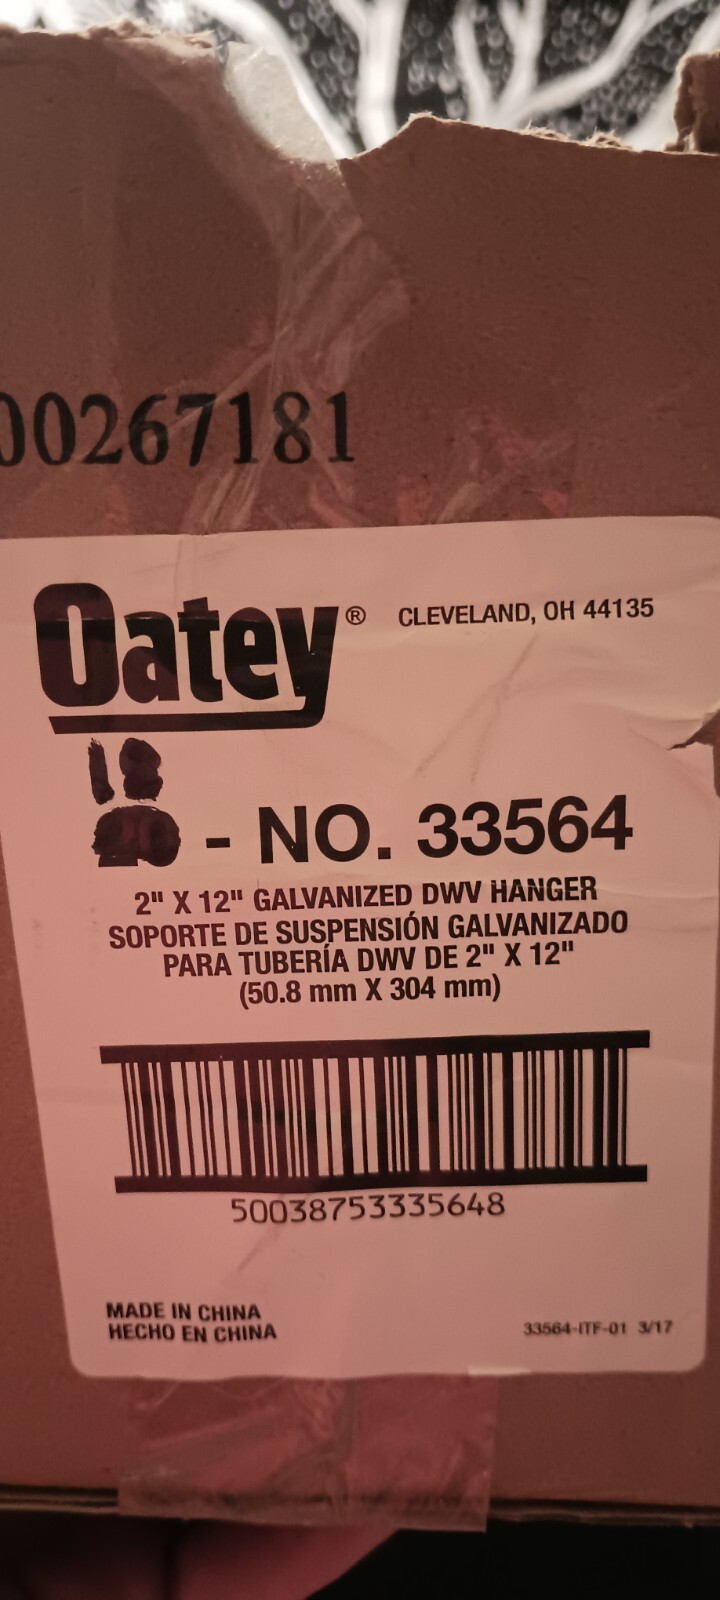 00267181
Oatey® CLEVELAND, OH 44135
18
20 - NO. 33564
2" X 12" GALVANIZED DWV HANGER
SOPORTE DE SUSPENSIÓN GALVANIZADO
PARA TUBERÍA DWV DE 2" X 12"
(50.8 mm X 304 mm)
50038753335648
MADE IN CHINA
HECHO EN CHINA
33564-ITF-01 3/17